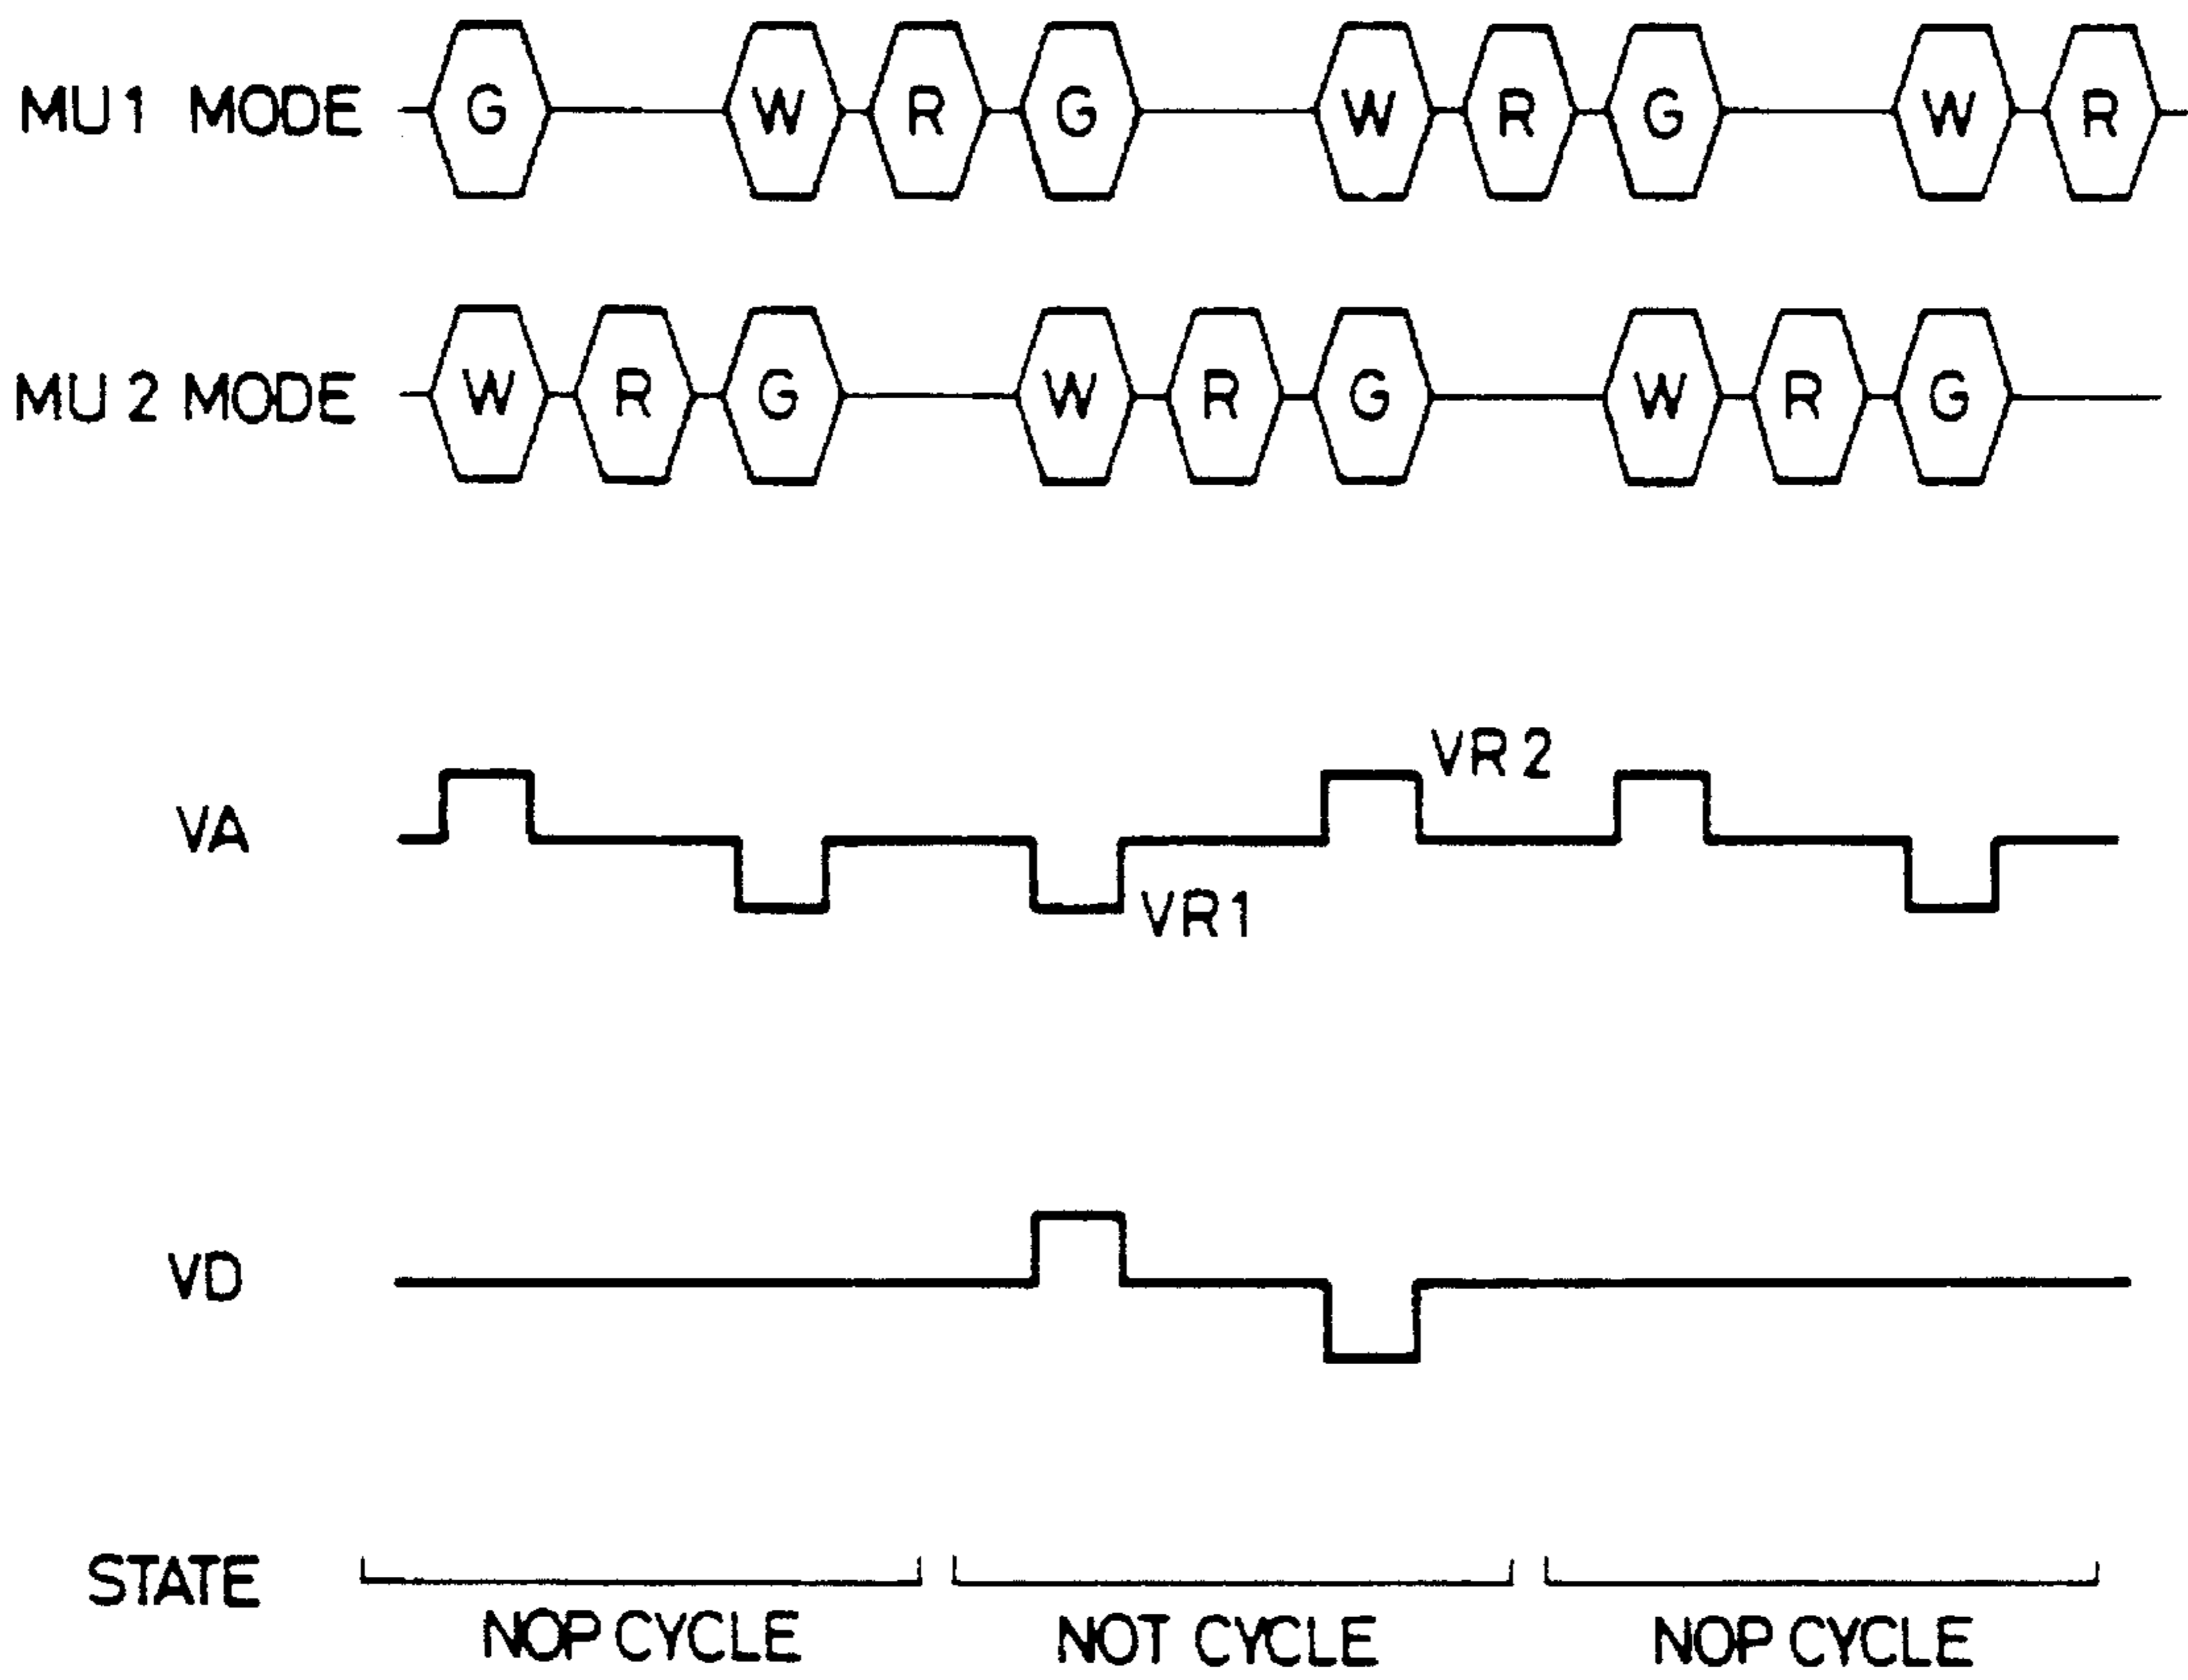 MU1 MODE G W R G W R G W R
MU2 MODE W R G W R G W R G
VR2
VA
VR1
VD
STATE
NOP CYCLE NOT CYCLE NOP CYCLE